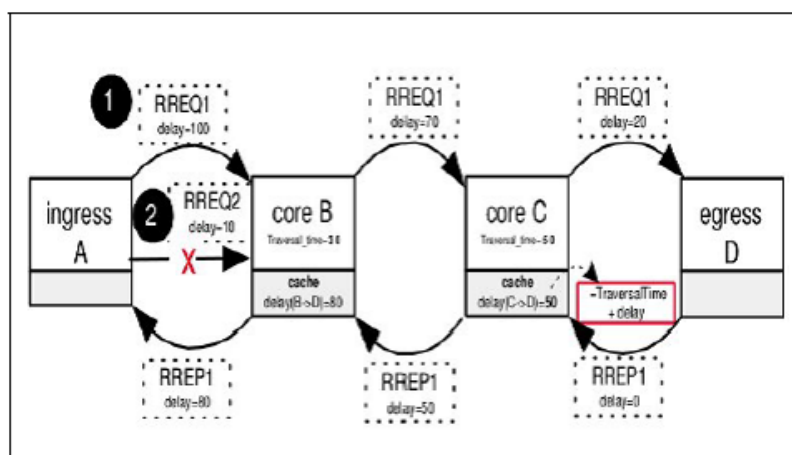 1
RREQ1
delay=100
RREQ1
delay=70
RREQ1
delay=20
ingress
A
2
RREQ2
delay=10
core B
Traversal_time=30
core C
Traversal_time=50
egress
D
X
cache
delay(B->D)=80
cache
delay(C->D)=50
=TraversalTime
+ delay
RREP1
delay=80
RREP1
delay=50
RREP1
delay=0